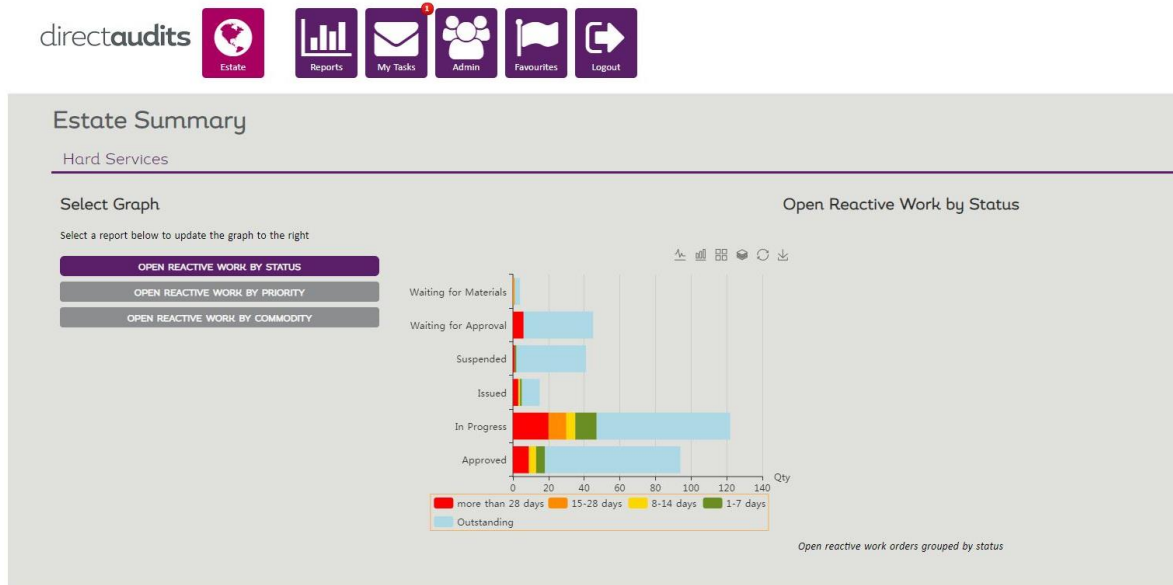 directaudits
1
Estate
Reports
My Tasks
Admin
Favourites
Logout
Estate Summary
Hard Services
Select Graph
Open Reactive Work by Status
Select a report below to update the graph to the right
OPEN REACTIVE WORK BY STATUS
OPEN REACTIVE WORK BY PRIORITY
OPEN REACTIVE WORK BY COMMODITY
Waiting for Materials
Waiting for Approval
Suspended
Issued
In Progress
Approved
Qty
0 20 40 60 80 100 120 140
more than 28 days 15-28 days 8-14 days 1-7 days
Outstanding
Open reactive work orders grouped by status